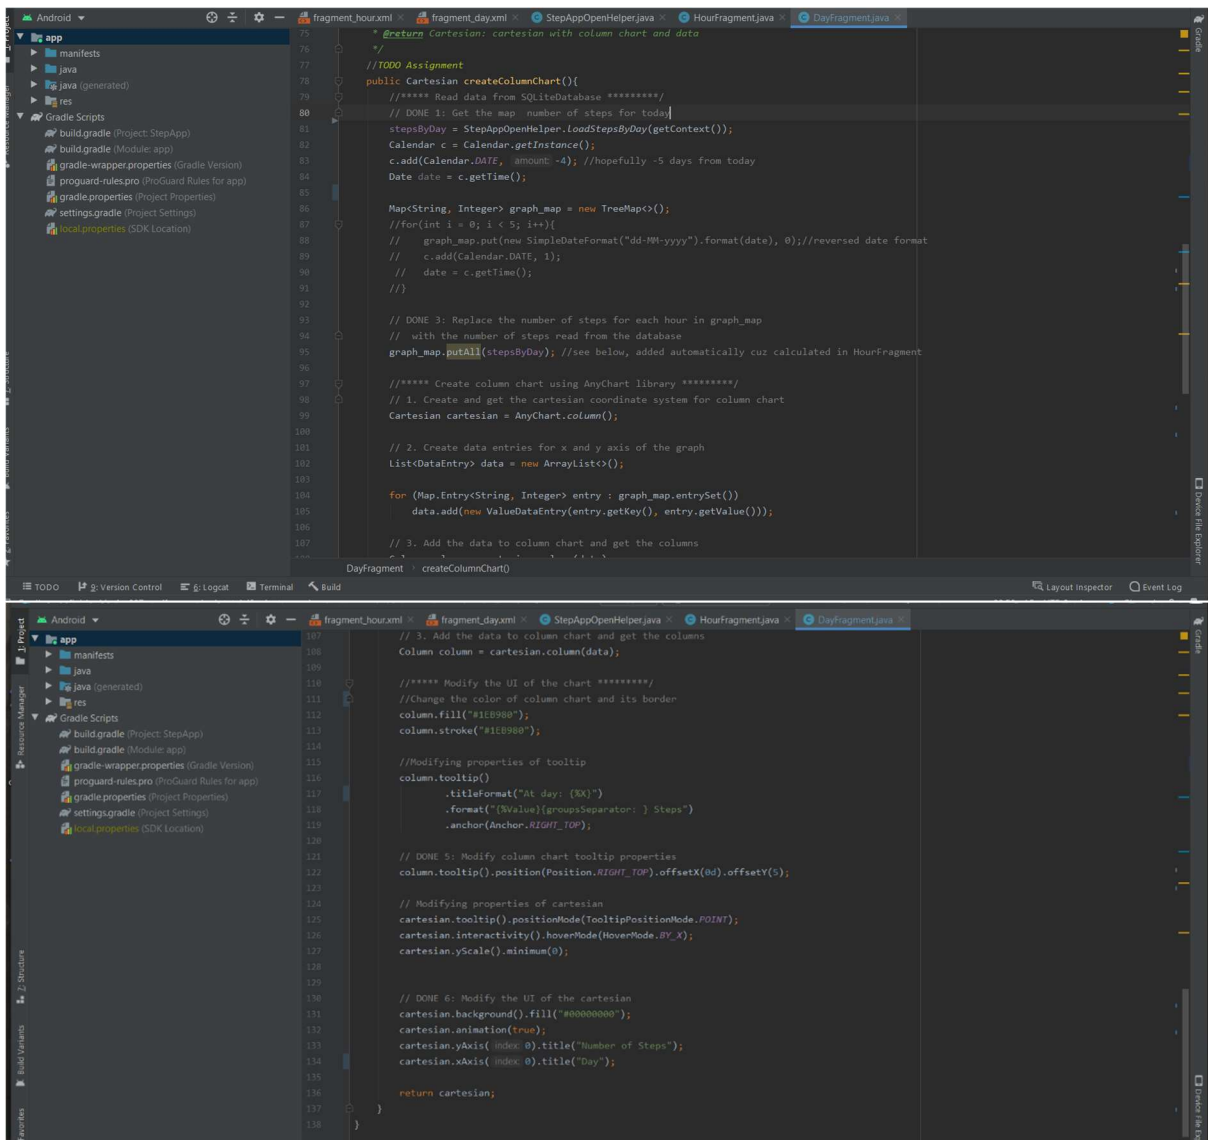 Android
fragment_hour.xml
fragment_day.xml
StepAppOpenHelper.java
HourFragment.java
DayFragment.java
app
manifests
java
java (generated)
res
Gradle Scripts
build.gradle (Project: StepApp)
build.gradle (Module: app)
gradle-wrapper.properties (Gradle Version)
proguard-rules.pro (ProGuard Rules for app)
gradle.properties (Project Properties)
settings.gradle (Project Settings)
local.properties (SDK Location)
75 * @return Cartesian: cartesian with column chart and data
76 */
77 //TODO Assignment
78 public Cartesian createColumnChart(){
79 //***** Read data from SQLiteDatabase *********/
80 // DONE 1: Get the map  number of steps for today
81 stepsByDay = StepAppOpenHelper.loadStepsByDay(getContext());
82 Calendar c = Calendar.getInstance();
83 c.add(Calendar.DATE, amount: -4); //hopefully -5 days from today
84 Date date = c.getTime();
85
86 Map<String, Integer> graph_map = new TreeMap<>();
87 //for(int i = 0; i < 5; i++){
88 //    graph_map.put(new SimpleDateFormat("dd-MM-yyyy").format(date), 0);//reversed date format
89 //    c.add(Calendar.DATE, 1);
90 //  date = c.getTime();
91 //}
92
93 // DONE 3: Replace the number of steps for each hour in graph_map
94 //  with the number of steps read from the database
95 graph_map.putAll(stepsByDay); //see below, added automatically cuz calculated in HourFragment
96
97 //***** Create column chart using AnyChart library *********/
98 // 1. Create and get the cartesian coordinate system for column chart
99 Cartesian cartesian = AnyChart.column();
100
101 // 2. Create data entries for x and y axis of the graph
102 List<DataEntry> data = new ArrayList<>();
103
104 for (Map.Entry<String, Integer> entry : graph_map.entrySet())
105 data.add(new ValueDataEntry(entry.getKey(), entry.getValue()));
106
107 // 3. Add the data to column chart and get the columns
DayFragment > createColumnChart()
Gradle
Device File Explorer
TODO
9: Version Control
6: Logcat
Terminal
Build
Layout Inspector
Event Log
1: Project
Resource Manager
Z: Structure
Build Variants
Favorites
Android
fragment_hour.xml
fragment_day.xml
StepAppOpenHelper.java
HourFragment.java
DayFragment.java
app
manifests
java
java (generated)
res
Gradle Scripts
build.gradle (Project: StepApp)
build.gradle (Module: app)
gradle-wrapper.properties (Gradle Version)
proguard-rules.pro (ProGuard Rules for app)
gradle.properties (Project Properties)
settings.gradle (Project Settings)
local.properties (SDK Location)
107 // 3. Add the data to column chart and get the columns
108 Column column = cartesian.column(data);
109
110 //***** Modify the UI of the chart *********/
111 //Change the color of column chart and its border
112 column.fill("#1EB980");
113 column.stroke("#1EB980");
114
115 //Modifying properties of tooltip
116 column.tooltip()
117 .titleFormat("At day: {%X}")
118 .format("{%Value}{groupsSeparator: } Steps")
119 .anchor(Anchor.RIGHT_TOP);
120
121 // DONE 5: Modify column chart tooltip properties
122 column.tooltip().position(Position.RIGHT_TOP).offsetX(0d).offsetY(5);
123
124 // Modifying properties of cartesian
125 cartesian.tooltip().positionMode(TooltipPositionMode.POINT);
126 cartesian.interactivity().hoverMode(HoverMode.BY_X);
127 cartesian.yScale().minimum(0);
128
129
130 // DONE 6: Modify the UI of the cartesian
131 cartesian.background().fill("#00000000");
132 cartesian.animation(true);
133 cartesian.yAxis( index: 0).title("Number of Steps");
134 cartesian.xAxis( index: 0).title("Day");
135
136 return cartesian;
137 }
138 }
Gradle